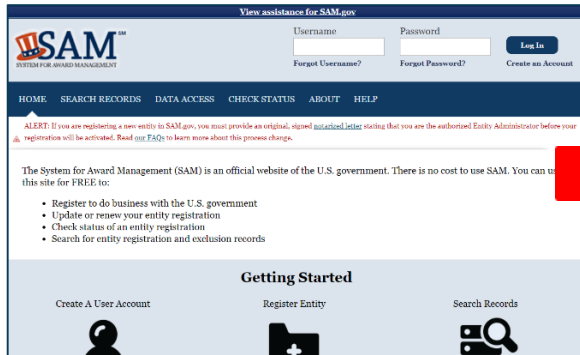 View assistance for SAM.gov
Username
Password
USSAM SM
SYSTEM FOR AWARD MANAGEMENT
Log In
Forgot Username?
Forgot Password?
Create an Account
HOME SEARCH RECORDS DATA ACCESS CHECK STATUS ABOUT HELP
ALERT: If you are registering a new entity in SAM.gov, you must provide an original, signed notarized letter stating that you are the authorized Entity Administrator before your
registration will be activated. Read our FAQs to learn more about this process change.
The System for Award Management (SAM) is an official website of the U.S. government. There is no cost to use SAM. You can
this site for FREE to:
• Register to do business with the U.S. government
• Update or renew your entity registration
• Check status of an entity registration
• Search for entity registration and exclusion records
Getting Started
Create A User Account
Register Entity
Search Records